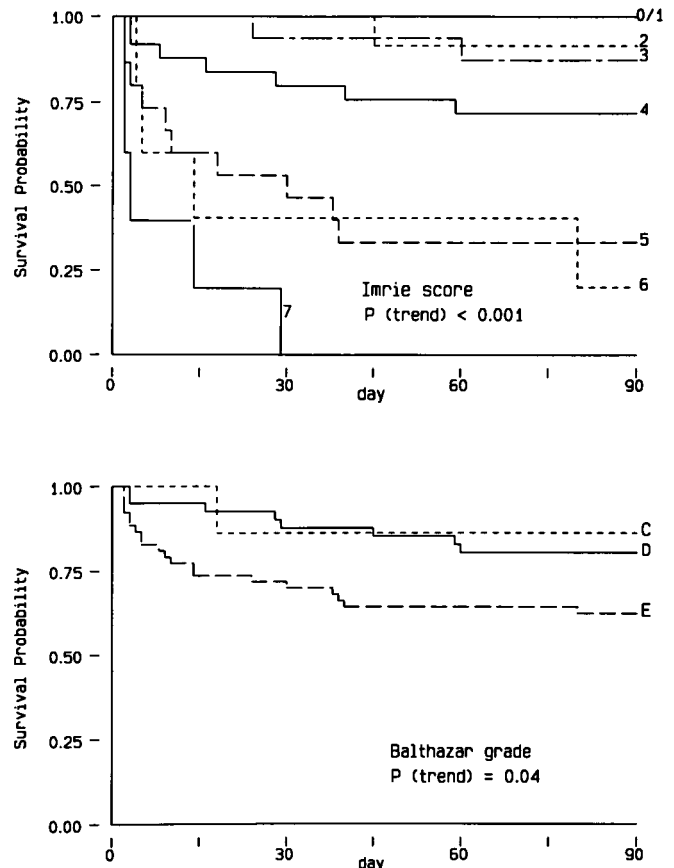 1.00
0/1
2
3
0.75
4
Survival Probability
0.50
5
0.25
6
7
Imrie score
P (trend) < 0.001
0.00
0
30
60
90
day
1.00
C
D
0.75
E
Survival Probability
0.50
0.25
Balthazar grade
P (trend) = 0.04
0.00
0
30
60
90
day